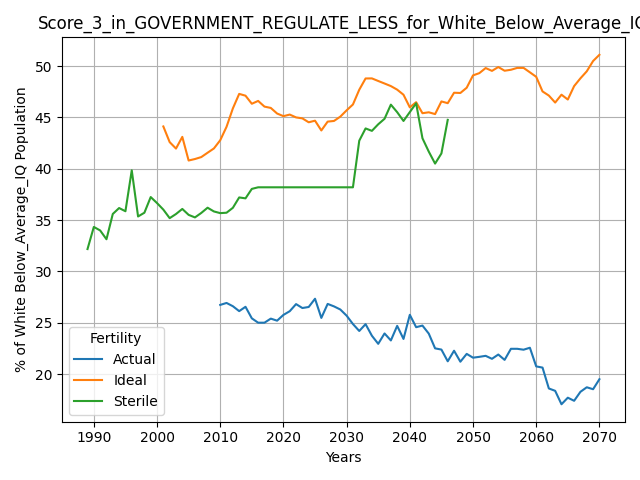 Score_3_in_GOVERNMENT_REGULATE_LESS_for_White_Below_Average_IQ
% of White Below_Average_IQ Population
50
45
40
35
30
25
20
Fertility
Actual
Ideal
Sterile
1990 2000 2010 2020 2030 2040 2050 2060 2070
Years